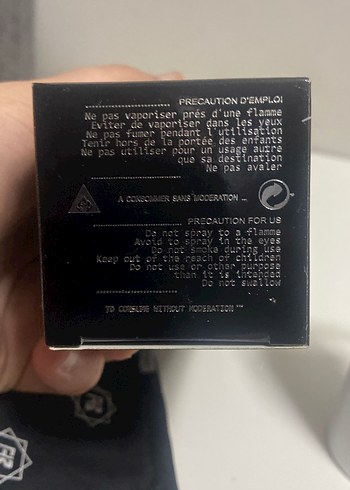 PRECAUTION D'EMPLOI
Ne pas vaporiser prés d'une flamme
Eviter de vaporiser dans les yeux
Ne pas fumer pendant l'utilisation
Tenir hors de la portée des enfants
Ne pas utiliser pour un usage autre
que sa destination
Ne pas avaler
A CONSOMMER SANS MODERATION
PRECAUTION FOR US
Do not spray to a flamme
Avoid to spray in the eyes
Do not smoke during use
Keep out of the reach of children
Do not use or other purpose
than it is intended
Do not swallow
TO CONSUME WITHOUT MODERATION